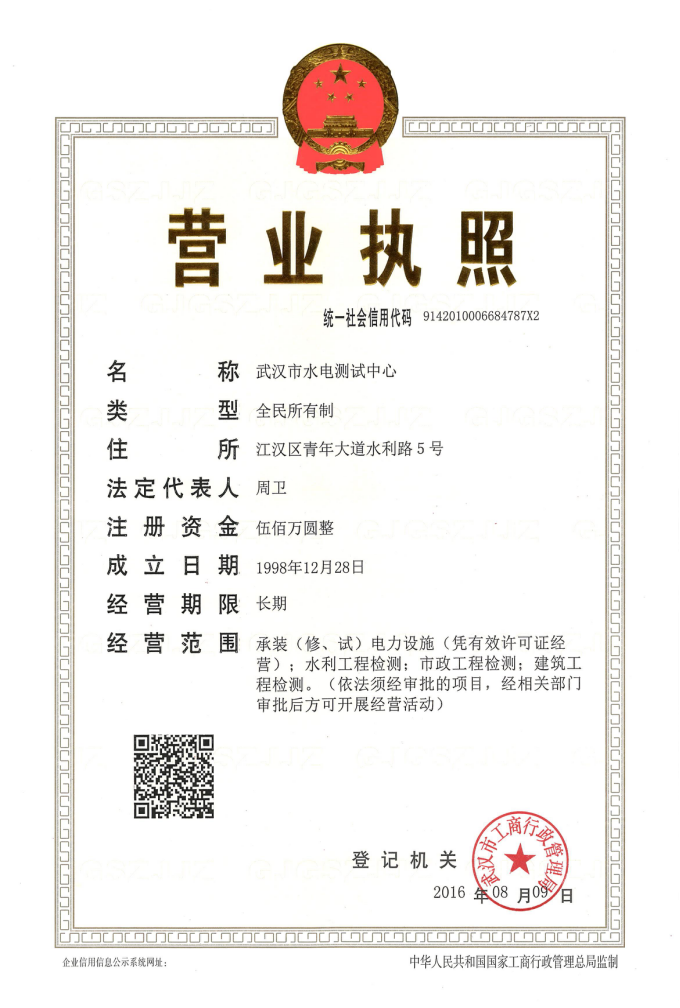 营业执照
统一社会信用代码 9142010006684787X2
名称 武汉市水电测试中心
类型 全民所有制
住所 江汉区青年大道水利路5号
法定代表人 周卫
注册资金 伍佰万圆整
成立日期 1998年12月28日
经营期限 长期
经营范围 承装（修、试）电力设施（凭有效许可证经
营）；水利工程检测；市政工程检测；建筑工
程检测。（依法须经审批的项目，经相关部门
审批后方可开展经营活动）
武汉市工商行政管理局
登记机关
2016年08月09日
企业信用信息公示系统网址：
中华人民共和国国家工商行政管理总局监制